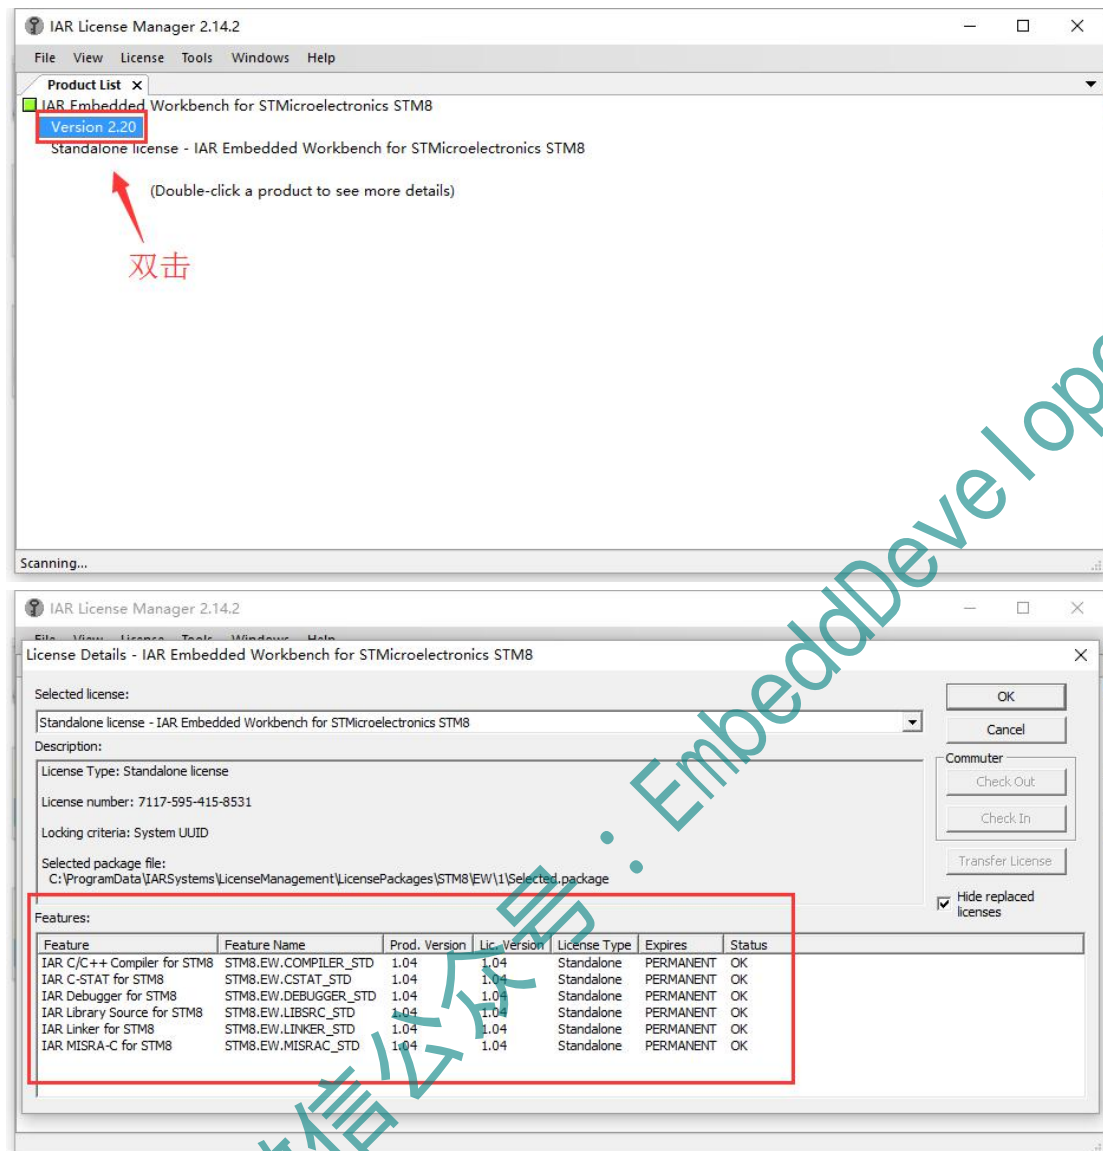 IAR License Manager 2.14.2
File View License Tools Windows Help
Product List X
IAR Embedded Workbench for STMicroelectronics STM8
Version 2.20
Standalone license - IAR Embedded Workbench for STMicroelectronics STM8
(Double-click a product to see more details)
双击
Scanning...
IAR License Manager 2.14.2
File View License Tools Windows Help
License Details - IAR Embedded Workbench for STMicroelectronics STM8
Selected license:
Standalone license - IAR Embedded Workbench for STMicroelectronics STM8
Description:
License Type: Standalone license
License number: 7117-595-415-8531
Locking criteria: System UUID
Selected package file:
C:\ProgramData\IARSystems\LicenseManagement\LicensePackages\STM8\EW\1\Selected.package
OK
Cancel
Commuter
Check Out
Check In
Transfer License
Hide replaced
licenses
Features:
Feature Feature Name Prod. Version Lic. Version License Type Expires Status
IAR C/C++ Compiler for STM8 STM8.EW.COMPILER_STD 1.04 1.04 Standalone PERMANENT OK
IAR C-STAT for STM8 STM8.EW.CSTAT_STD 1.04 1.04 Standalone PERMANENT OK
IAR Debugger for STM8 STM8.EW.DEBUGGER_STD 1.04 1.04 Standalone PERMANENT OK
IAR Library Source for STM8 STM8.EW.LIBSRC_STD 1.04 1.04 Standalone PERMANENT OK
IAR Linker for STM8 STM8.EW.LINKER_STD 1.04 1.04 Standalone PERMANENT OK
IAR MISRA-C for STM8 STM8.EW.MISRAC_STD 1.04 1.04 Standalone PERMANENT OK
信公众号：EmbeddDevelop